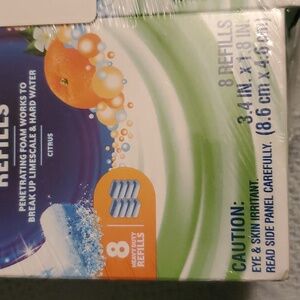 REFILLS
PENETRATING FOAM WORKS TO
BREAK UP LIMESCALE & HARD WATER
CITRUS
8
HEAVY DUTY
REFILLS
8 REFILLS
3.4 IN. X 1.8 IN.
(8.6 cm x 4.6 cm)
CAUTION:
EYE & SKIN IRRITANT.
READ SIDE PANEL CAREFULLY.